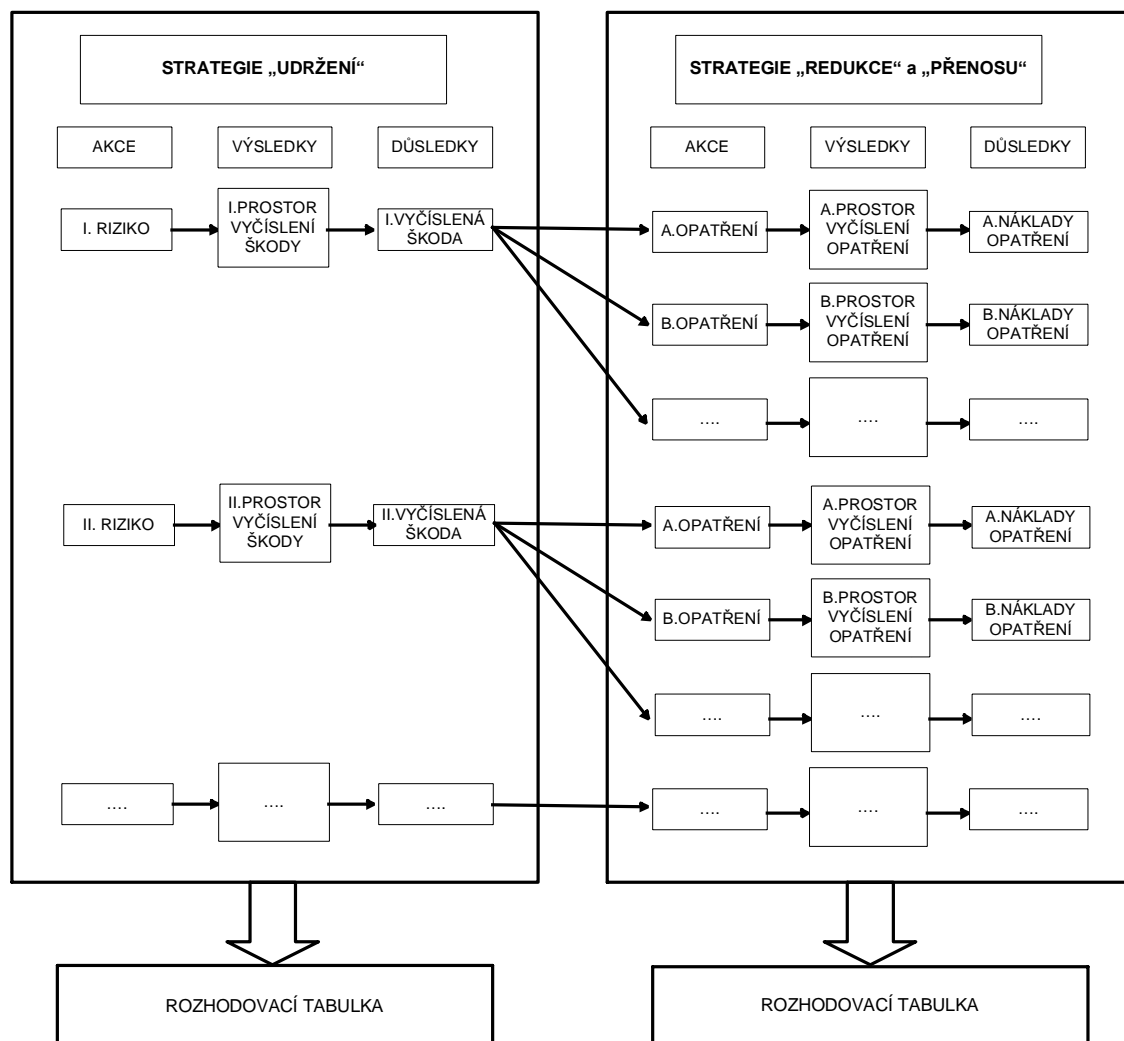 STRATEGIE „UDRŽENÍ“
AKCE
VÝSLEDKY
DŮSLEDKY
I. RIZIKO
I.PROSTOR
VYČÍSLENÍ
ŠKODY
I.VYČÍSLENÁ
ŠKODA
II. RIZIKO
II.PROSTOR
VYČÍSLENÍ
ŠKODY
II.VYČÍSLENÁ
ŠKODA
....
....
....
ROZHODOVACÍ TABULKA
STRATEGIE „REDUKCE“ a „PŘENOSU“
AKCE
VÝSLEDKY
DŮSLEDKY
A.OPATŘENÍ
A.PROSTOR
VYČÍSLENÍ
OPATŘENÍ
A.NÁKLADY
OPATŘENÍ
B.OPATŘENÍ
B.PROSTOR
VYČÍSLENÍ
OPATŘENÍ
B.NÁKLADY
OPATŘENÍ
....
....
....
A.OPATŘENÍ
A.PROSTOR
VYČÍSLENÍ
OPATŘENÍ
A.NÁKLADY
OPATŘENÍ
B.OPATŘENÍ
B.PROSTOR
VYČÍSLENÍ
OPATŘENÍ
B.NÁKLADY
OPATŘENÍ
....
....
....
....
....
....
ROZHODOVACÍ TABULKA